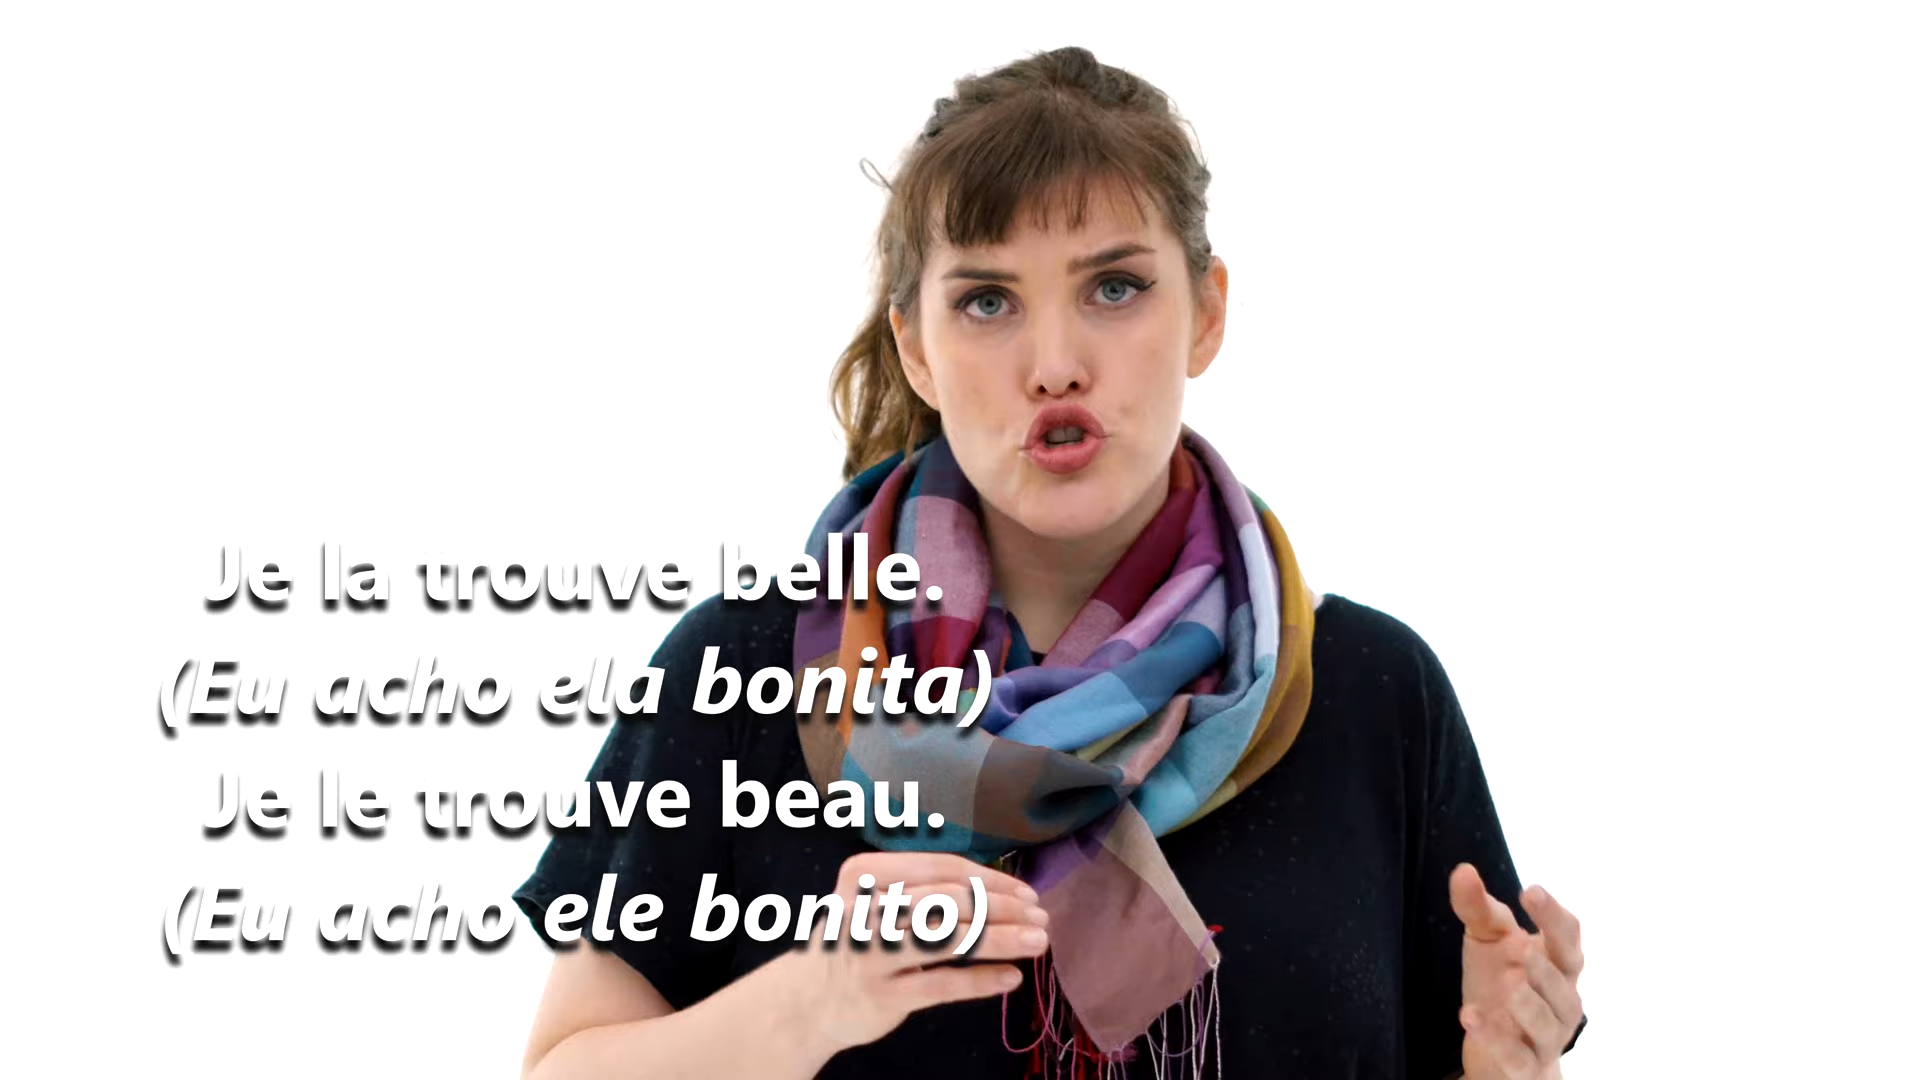 Je la trouve belle.
(Eu acho ela bonita)
Je le trouve beau.
(Eu acho ele bonito)